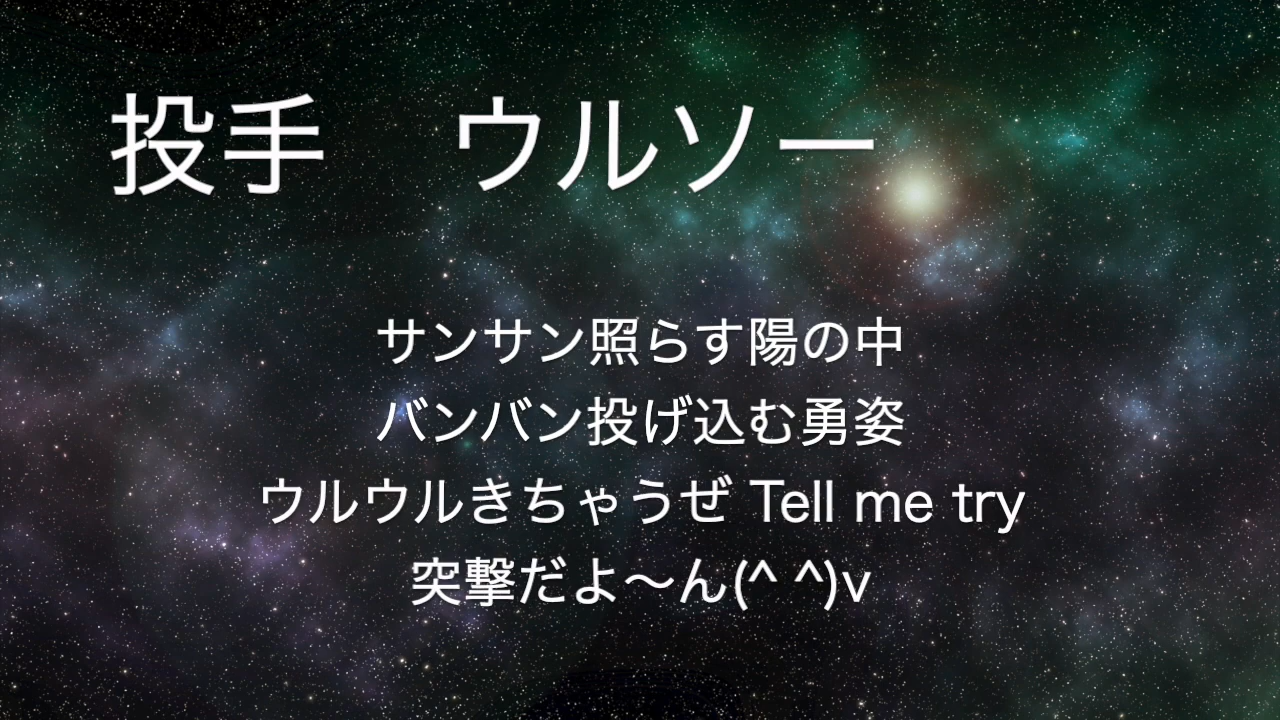 投手　ウルソー
サンサン照らす陽の中
バンバン投げ込む勇姿
ウルウルきちゃうぜ Tell me try
突撃だよ～ん(^ ^)v